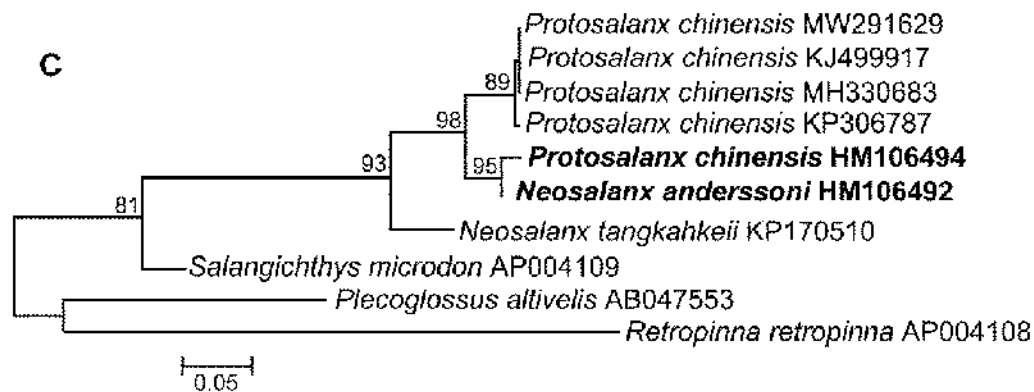 Protosalanx chinensis MW291629
C
Protosalanx chinensis KJ499917
89
Protosalanx chinensis MH330683
98
Protosalanx chinensis KP306787
93
95
Protosalanx chinensis HM106494
Neosalanx anderssoni HM106492
81
Neosalanx tangkahkeii KP170510
Salangichthys microdon AP004109
Plecoglossus altivelis AB047553
Retropinna retropinna AP004108
0.05